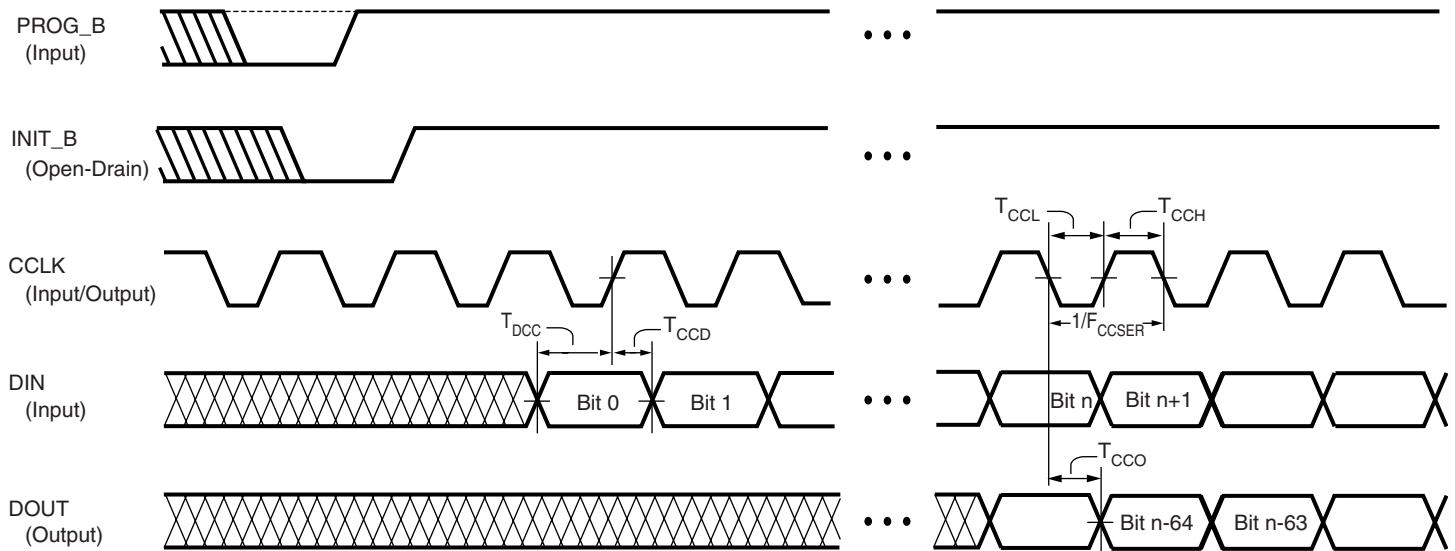 PROG_B
(Input)
INIT_B
(Open-Drain)
T_CCL
T_CCH
CCLK
(Input/Output)
1/F_CCSER
T_DCC
T_CCD
DIN
(Input)
Bit 0
Bit 1
Bit n
Bit n+1
T_CCO
DOUT
(Output)
Bit n-64
Bit n-63